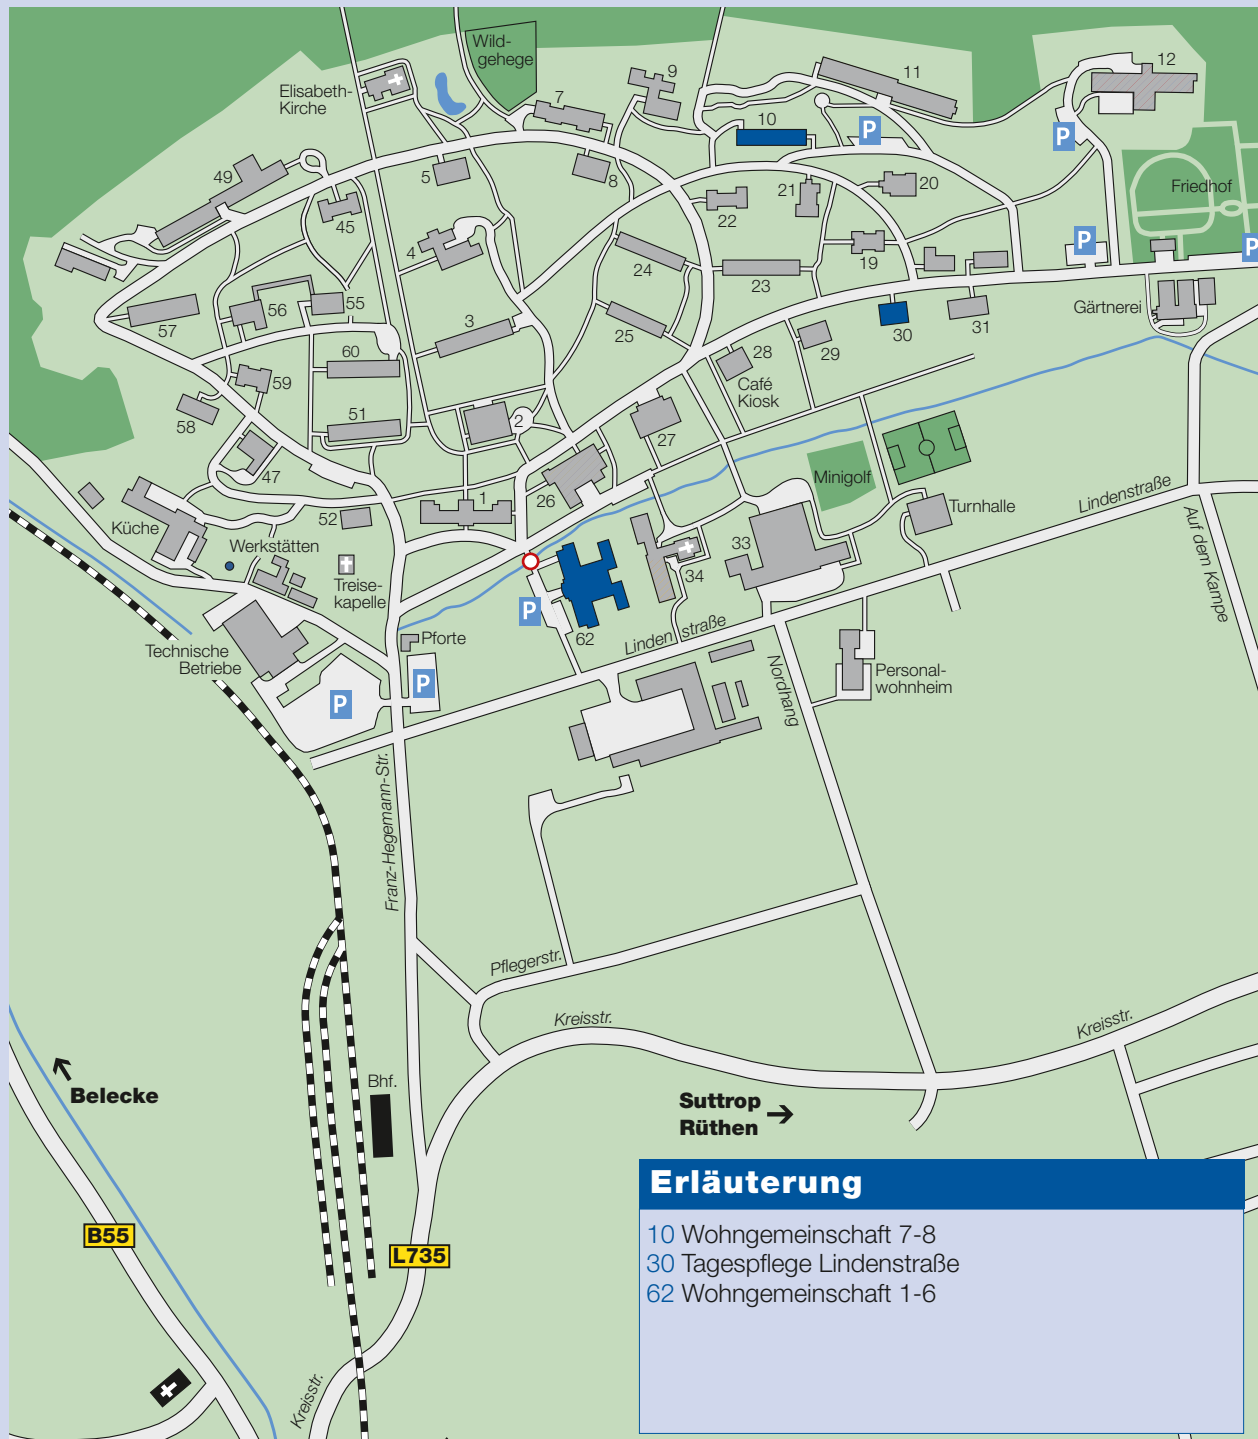 Wild-
gehege
Elisabeth-
Kirche
9
7
11
12
10
P
P
49
5
8
21
20
Friedhof
45
22
4
24
19
P
P
23
56
55
57
3
25
30
31
Gärtnerei
28
29
60
Café
Kiosk
59
58
51
2
27
47
Minigolf
1
26
52
Küche
Turnhalle
Lindenstraße
Auf dem Kampe
Werkstätten
33
34
Treise-
kapelle
P
62
Lindenstraße
Technische
Betriebe
Pforte
P
P
Nordhang
Personal-
wohnheim
Franz-Hegemann-Str.
Pflegerstr.
Kreisstr.
Kreisstr.
Belecke
Bhf.
Suttrop
Rüthen
B55
L735
Kreisstr.
Erläuterung
10 Wohngemeinschaft 7-8
30 Tagespflege Lindenstraße
62 Wohngemeinschaft 1-6